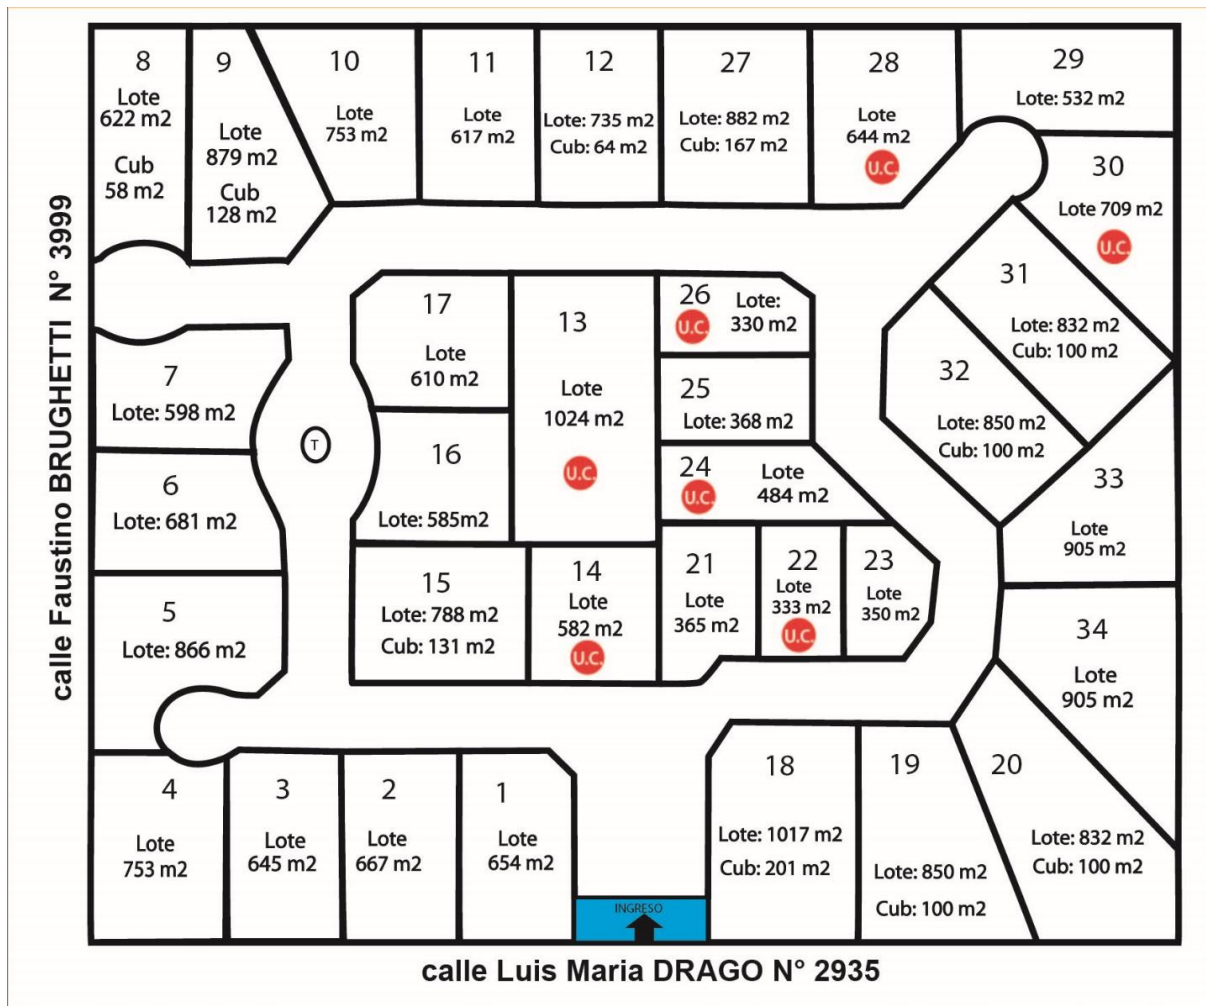 8
Lote
622 m2
Cub
58 m2
9
Lote
879 m2
Cub
128 m2
10
Lote
753 m2
11
Lote
617 m2
12
Lote: 735 m2
Cub: 64 m2
27
Lote: 882 m2
Cub: 167 m2
28
Lote
644 m2
U.C.
29
Lote: 532 m2
30
Lote 709 m2
U.C.
31
Lote: 832 m2
Cub: 100 m2
32
Lote: 850 m2
Cub: 100 m2
33
Lote
905 m2
34
Lote
905 m2
17
Lote
610 m2
13
Lote
1024 m2
U.C.
26
U.C.
Lote:
330 m2
25
Lote: 368 m2
24
U.C.
Lote
484 m2
7
Lote: 598 m2
T
16
Lote: 585m2
6
Lote: 681 m2
5
Lote: 866 m2
15
Lote: 788 m2
Cub: 131 m2
14
Lote
582 m2
U.C.
21
Lote
365 m2
22
Lote
333 m2
U.C.
23
Lote
350 m2
4
Lote
753 m2
3
Lote
645 m2
2
Lote
667 m2
1
Lote
654 m2
18
Lote: 1017 m2
Cub: 201 m2
19
Lote: 850 m2
Cub: 100 m2
20
Lote: 832 m2
Cub: 100 m2
INGRESO
calle Faustino BRUGHETTI N° 3999
calle Luis Maria DRAGO N° 2935